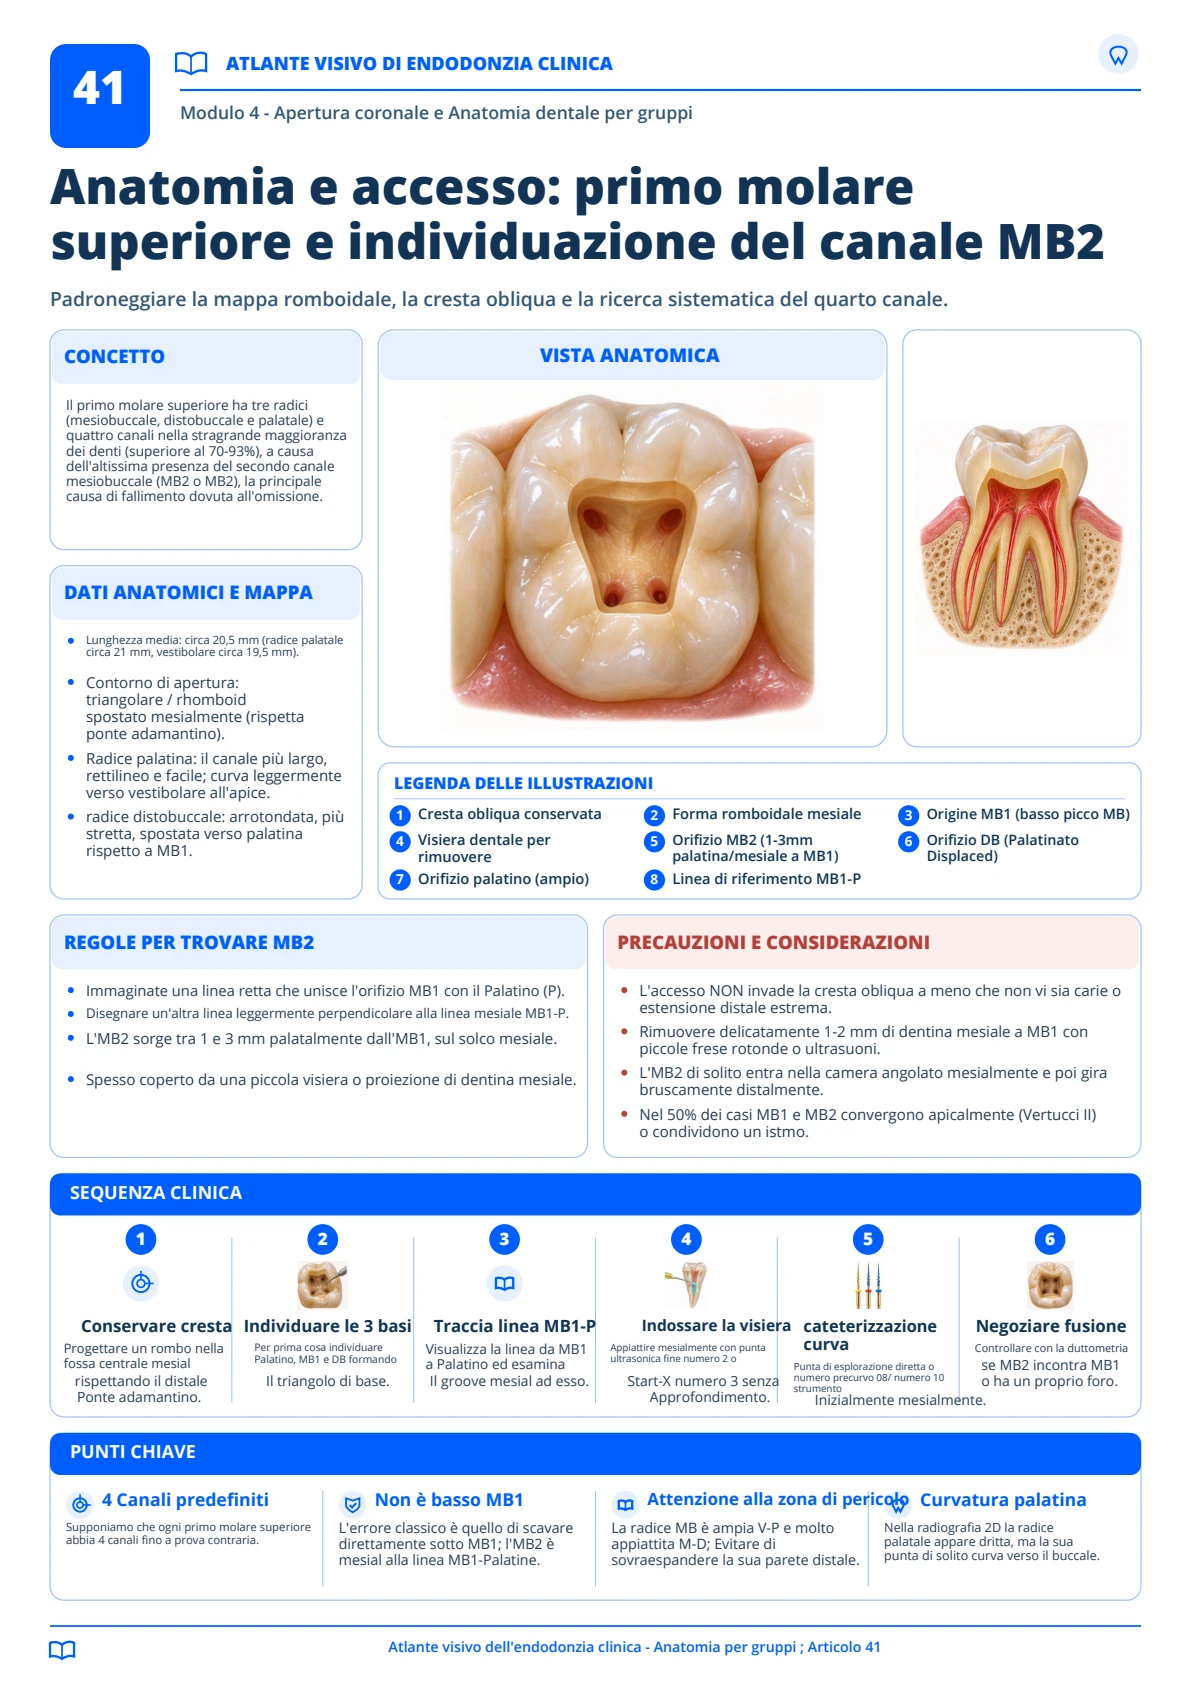 41
ATLANTE VISIVO DI ENDODONZIA CLINICA
Modulo 4 - Apertura coronale e Anatomia dentale per gruppi
Anatomia e accesso: primo molare
superiore e individuazione del canale MB2
Padroneggiare la mappa romboidale, la cresta obliqua e la ricerca sistematica del quarto canale.
CONCETTO
Il primo molare superiore ha tre radici
(mesiobuccale, distobuccale e palatale) e
quattro canali nella stragrande maggioranza
dei denti (superiore al 70-93%), a causa
dell'altissima presenza del secondo canale
mesiobuccale (MB2 o MB2), la principale
causa di fallimento dovuta all'omissione.
DATI ANATOMICI E MAPPA
Lunghezza media: circa 20,5 mm (radice palatale
circa 21 mm, vestibolare circa 19,5 mm).
Contorno di apertura:
triangolare / rhomboid
spostato mesialmente (rispetta
ponte adamantino).
Radice palatina: il canale più largo,
rettilineo e facile; curva leggermente
verso vestibolare all'apice.
radice distobuccale: arrotondata, più
stretta, spostata verso palatina
rispetto a MB1.
VISTA ANATOMICA
LEGENDA DELLE ILLUSTRAZIONI
1 Cresta obliqua conservata
2 Forma romboidale mesiale
3 Origine MB1 (basso picco MB)
4 Visiera dentale per
rimuovere
5 Orifizio MB2 (1-3mm
palatina/mesiale a MB1)
6 Orifizio DB (Palatinato
Displaced)
7 Orifizio palatino (ampio)
8 Linea di riferimento MB1-P
REGOLE PER TROVARE MB2
Immaginate una linea retta che unisce l'orifizio MB1 con il Palatino (P).
Disegnare un'altra linea leggermente perpendicolare alla linea mesiale MB1-P.
L'MB2 sorge tra 1 e 3 mm palatalmente dall'MB1, sul solco mesiale.
Spesso coperto da una piccola visiera o proiezione di dentina mesiale.
PRECAUZIONI E CONSIDERAZIONI
L'accesso NON invade la cresta obliqua a meno che non vi sia carie o
estensione distale estrema.
Rimuovere delicatamente 1-2 mm di dentina mesiale a MB1 con
piccole frese rotonde o ultrasuoni.
L'MB2 di solito entra nella camera angolato mesialmente e poi gira
bruscamente distalmente.
Nel 50% dei casi MB1 e MB2 convergono apicalmente (Vertucci II)
o condividono un istmo.
SEQUENZA CLINICA
1
Conservare cresta
Progettare un rombo nella
fossa centrale mesial
rispettando il distale
Ponte adamantino.
2
Individuare le 3 basi
Per prima cosa individuare
Palatino, MB1 e DB formando
Il triangolo di base.
3
Traccia linea MB1-P
Visualizza la linea da MB1
a Palatino ed esamina
Il groove mesial ad esso.
4
Indossare la visiera
Appiattire mesialmente con punta
ultrasonica fine numero 2 o
Start-X numero 3 senza
Approfondimento.
5
cateterizzazione
curva
Punta di esplorazione diretta o
numero precurvo 08/ numero 10
strumento
Inizialmente mesialmente.
6
Negoziare fusione
Controllare con la duttometria
se MB2 incontra MB1
o ha un proprio foro.
PUNTI CHIAVE
4 Canali predefiniti
Supponiamo che ogni primo molare superiore
abbia 4 canali fino a prova contraria.
Non è basso MB1
L'errore classico è quello di scavare
direttamente sotto MB1; l'MB2 è
mesial alla linea MB1-Palatine.
Attenzione alla zona di pericolo
La radice MB è ampia V-P e molto
appiattita M-D; Evitare di
sovraespandere la sua parete distale.
Curvatura palatina
Nella radiografia 2D la radice
palatale appare dritta, ma la sua
punta di solito curva verso il buccale.
Atlante visivo dell'endodonzia clinica - Anatomia per gruppi ; Articolo 41